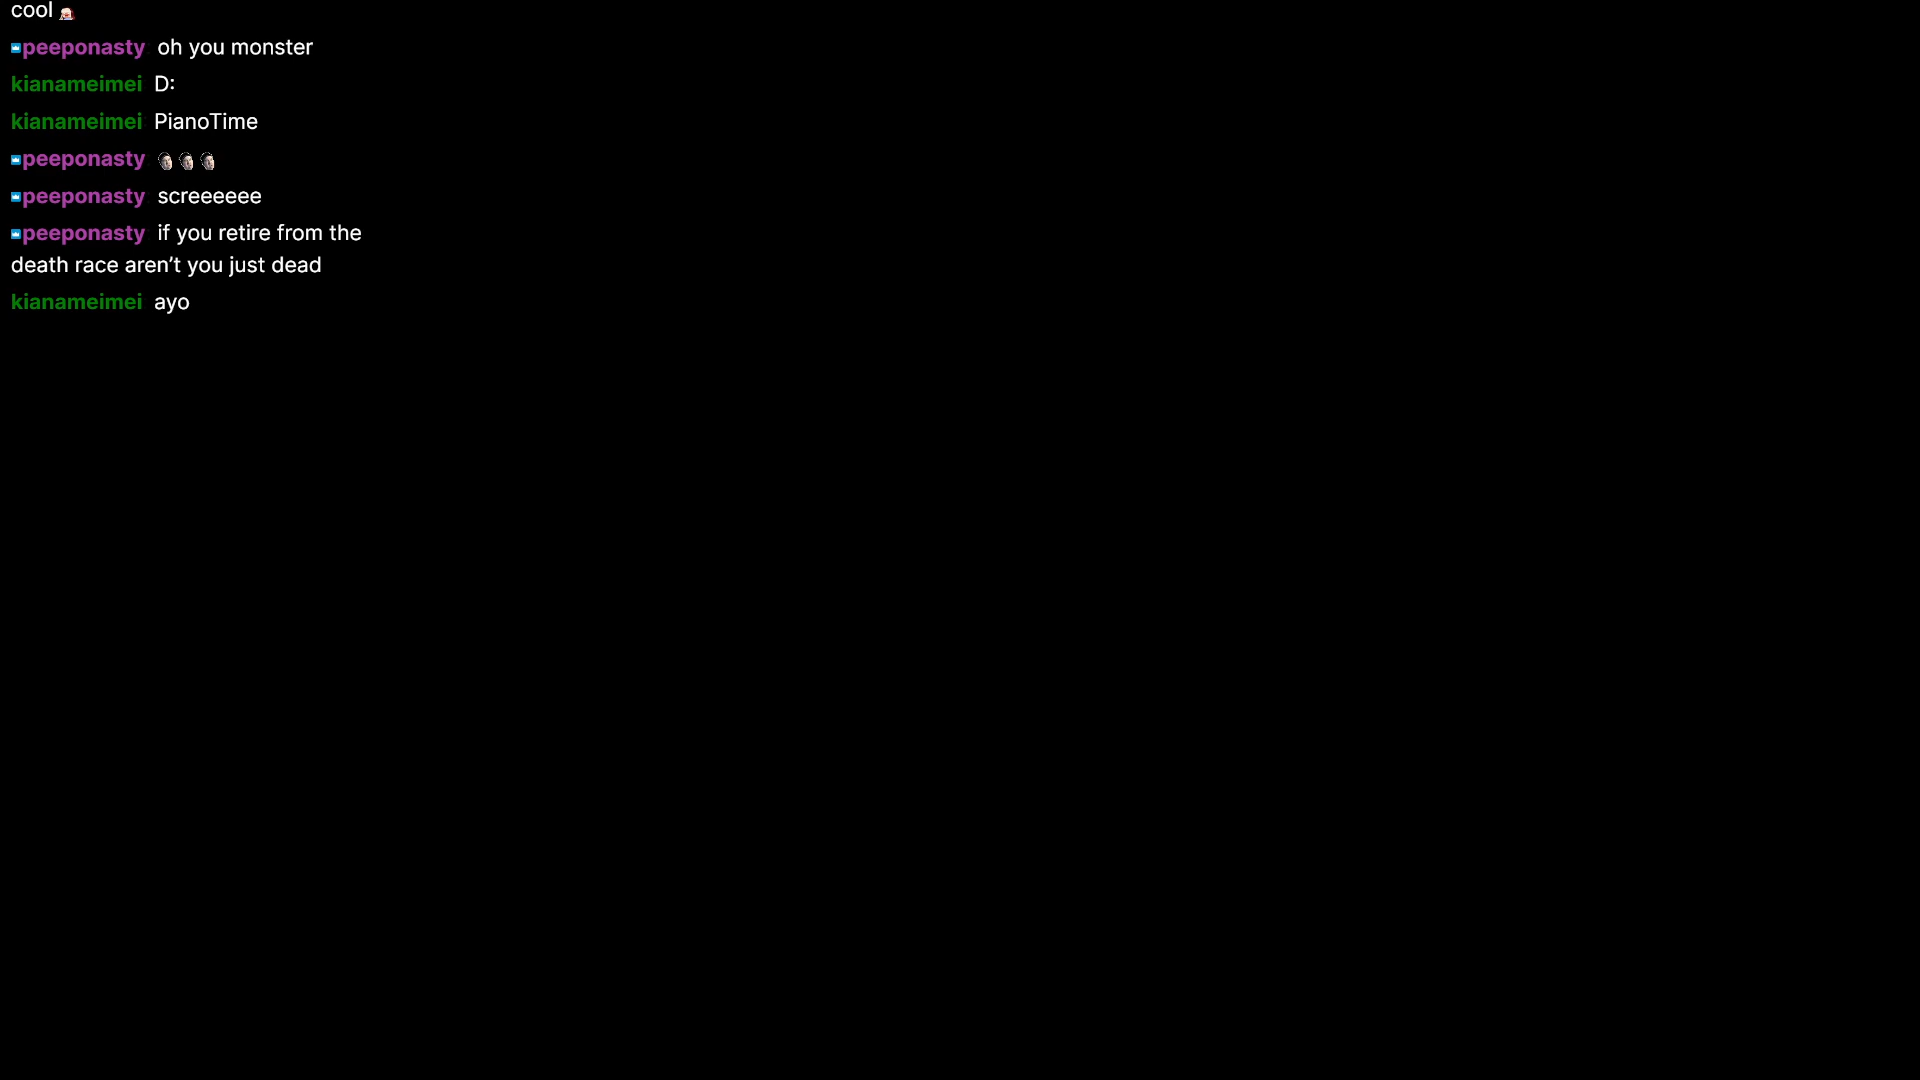 cool
peeponasty oh you monster
kianameimei D:
kianameimei PianoTime
peeponasty
peeponasty screeeeee
peeponasty if you retire from the
death race aren’t you just dead
kianameimei ayo